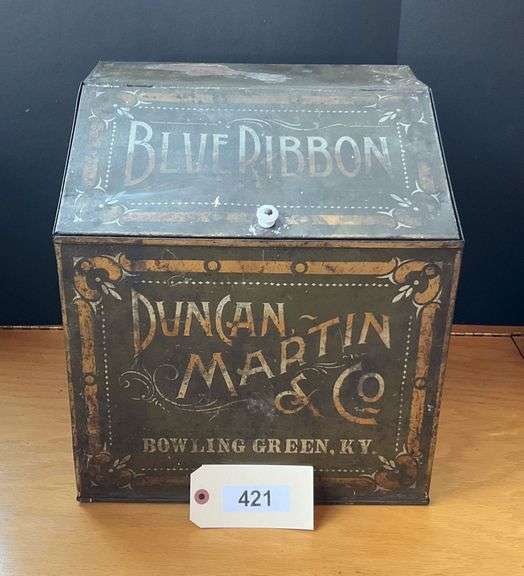 BLUE RIBBON
DUNCAN, MARTIN
& CO
BOWLING GREEN, KY.
421